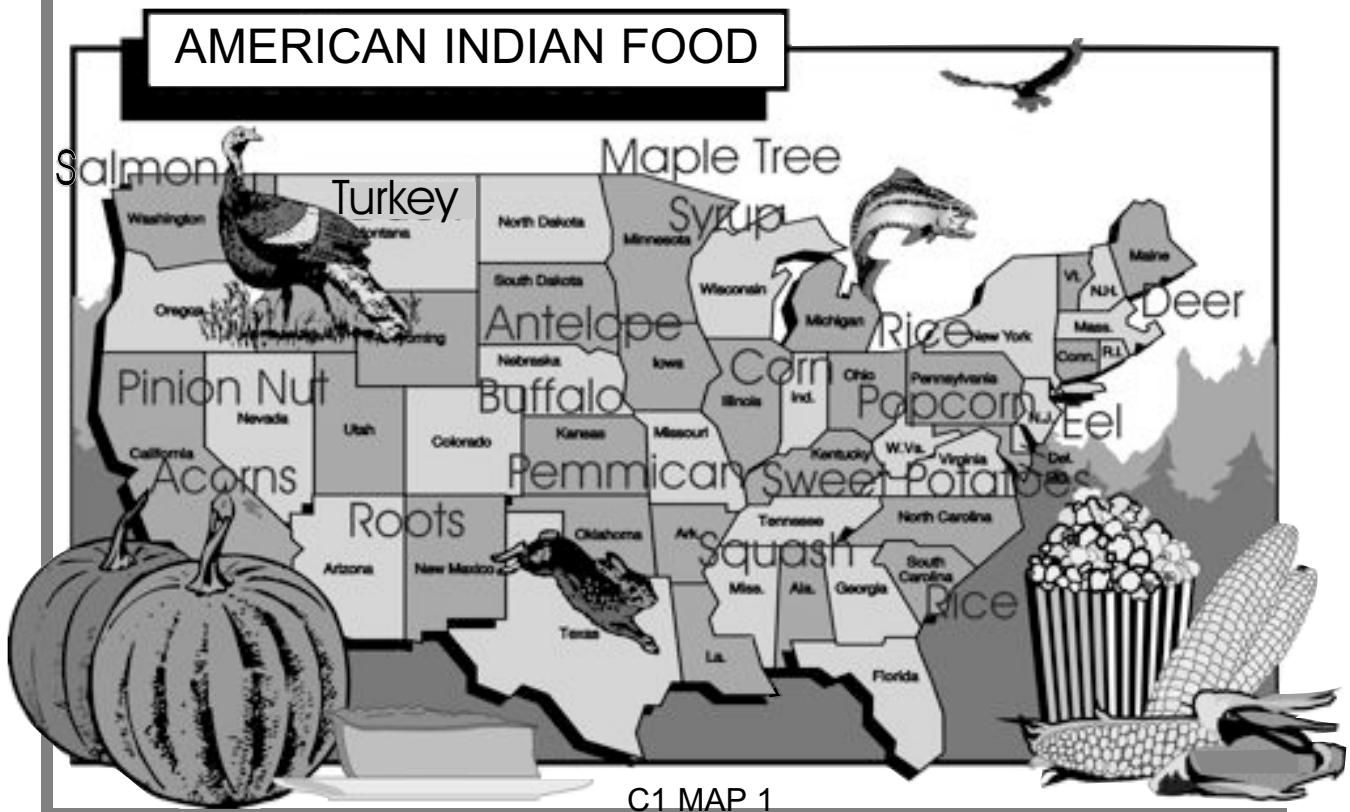 AMERICAN INDIAN FOOD
Salmon
Turkey
Maple Tree
Syrup
Washington
Montana
North Dakota
Minnesota
Wisconsin
Michigan
Vt.
N.H.
Maine
Oregon
South Dakota
Antelope
Rice
New York
Mass.
Deer
Wyoming
Nebraska
Iowa
Corn
Ohio
Pennsylvania
Conn.
R.I.
Pinion Nut
Buffalo
Illinois
Ind.
Popcorn
N.J.
Eel
Nevada
Utah
Colorado
Kansas
Missouri
Kentucky
W.Va.
Virginia
Del.
California
Acorns
Pemmican
Sweet Potatoes
Roots
Oklahoma
Ark.
Tennessee
North Carolina
Squash
Arizona
New Mexico
Miss.
Ala.
Georgia
South
Carolina
Rice
Texas
La.
Florida
C1 MAP 1